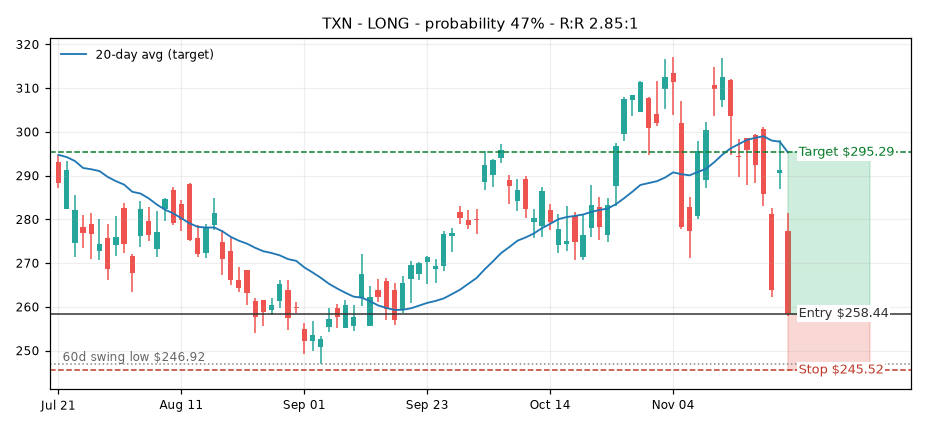 TXN - LONG - probability 47% - R:R 2.85:1
20-day avg (target)
320
310
300
290
280
270
260
250
Target $295.29
Entry $258.44
60d swing low $246.92
Stop $245.52
Jul 21
Aug 11
Sep 01
Sep 23
Oct 14
Nov 04